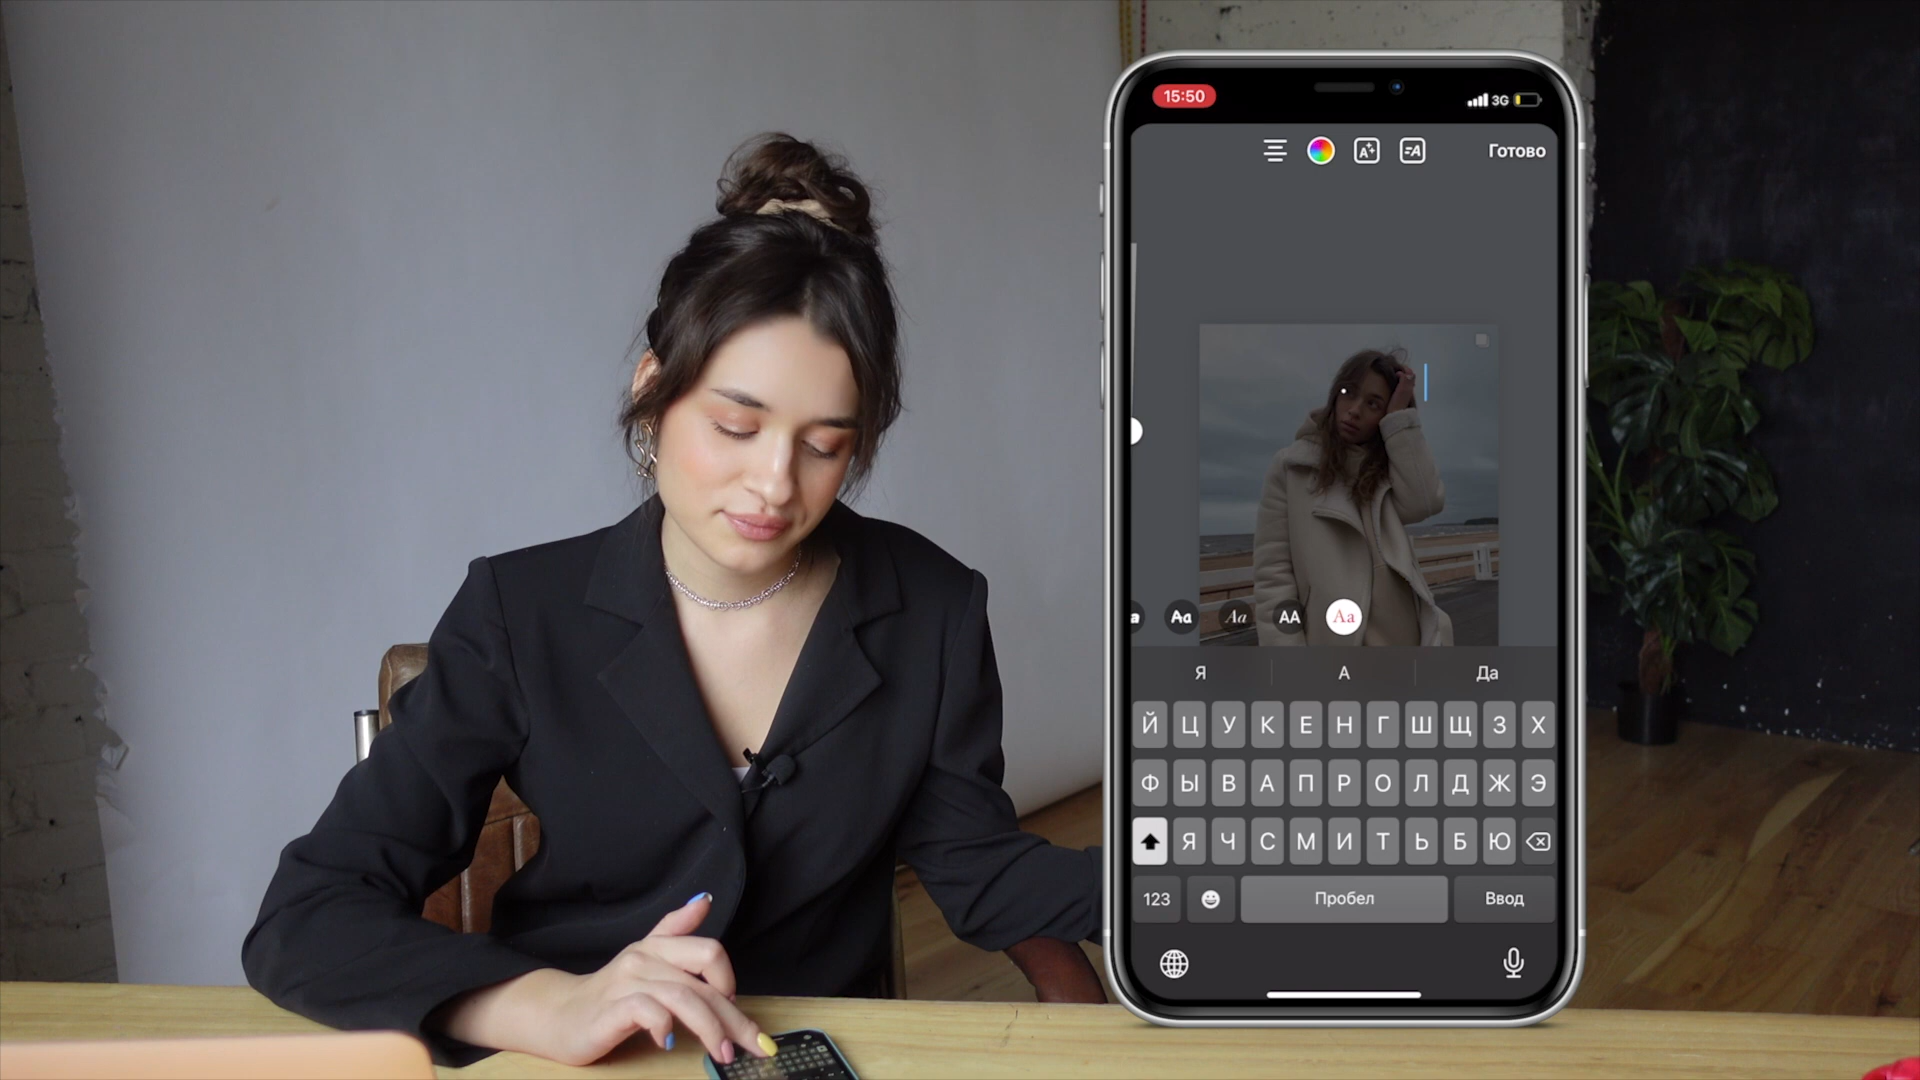 15:50
3G
Готово
Aa
Aa
AA
Aa
Я А Да
Й Ц У К Е Н Г Ш Щ З Х
Ф Ы В А П Р О Л Д Ж Э
Я Ч С М И Т Ь Б Ю
123 Пробел Ввод